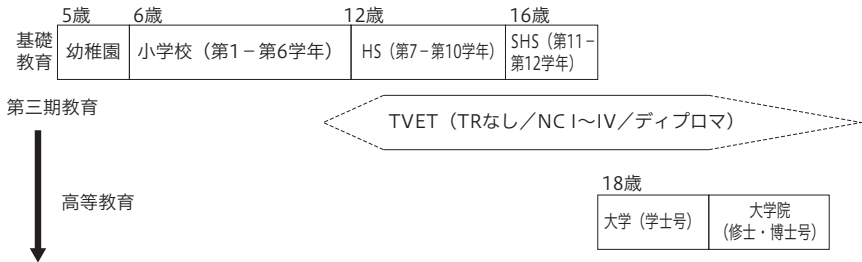 5歳 6歳 12歳 16歳
基礎
教育
幼稚園
小学校（第1－第6学年）
HS（第7－第10学年）
SHS（第11－
第12学年）
第三期教育
TVET（TRなし／NC I～IV／ディプロマ）
18歳
高等教育
大学（学士号）
大学院
（修士・博士号）